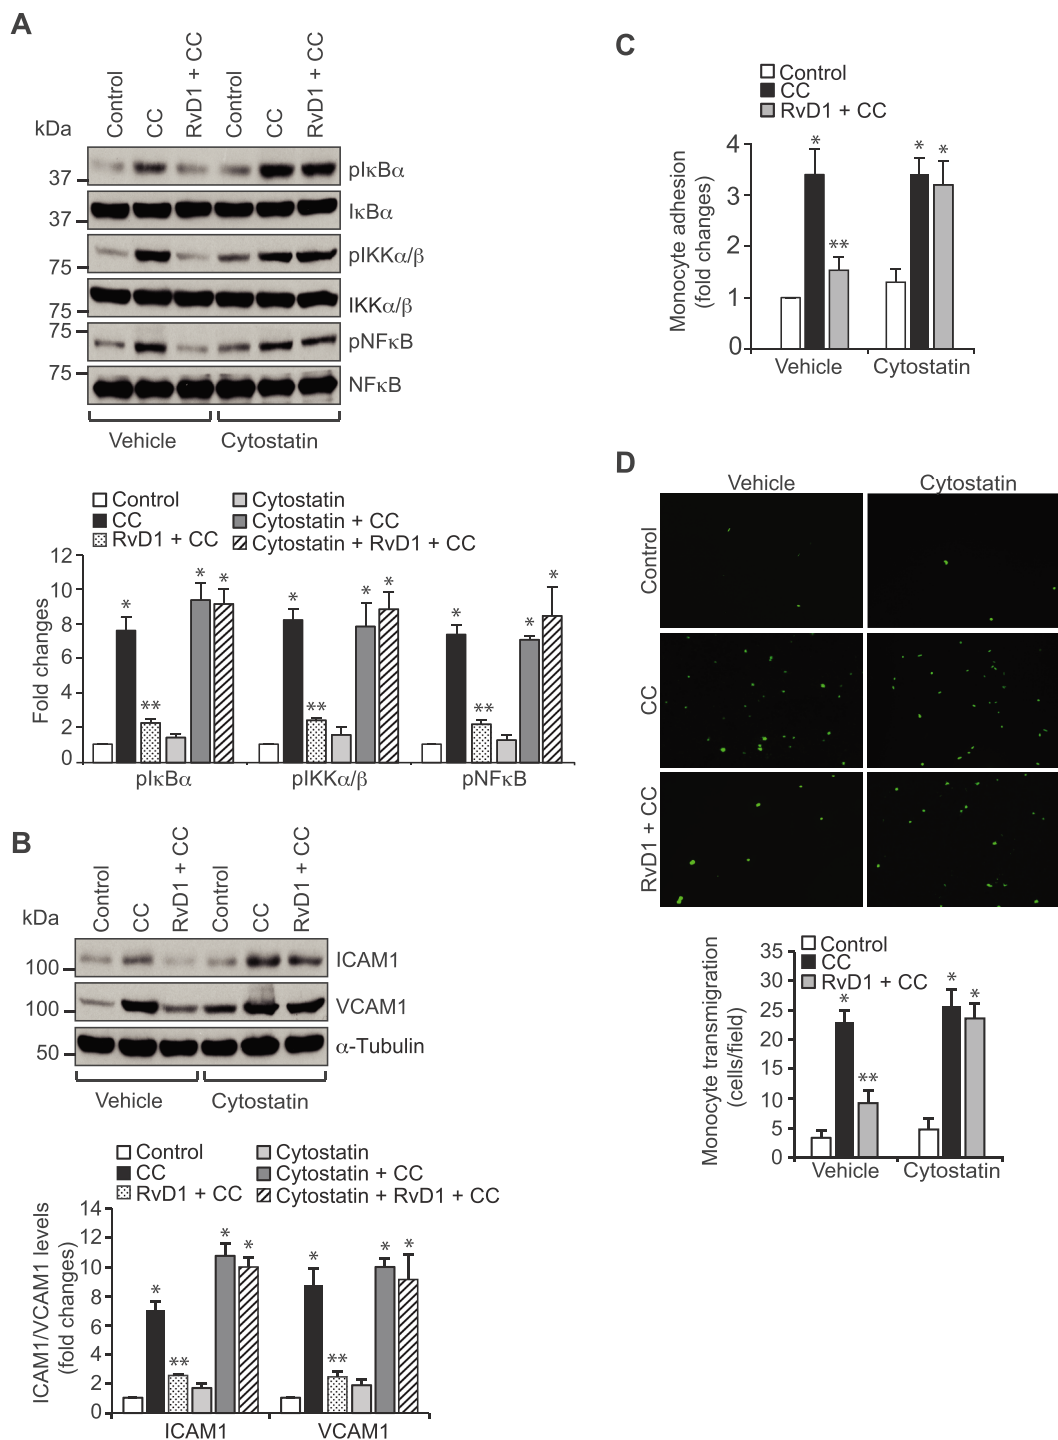 A
Control
CC
RvD1 + CC
Control
CC
RvD1 + CC
kDa
37
pIκBα
37
IκBα
75
pIKKα/β
75
IKKα/β
75
pNFκB
75
NFκB
Vehicle
Cytostatin
Control
CC
RvD1 + CC
Cytostatin
Cytostatin + CC
Cytostatin + RvD1 + CC
Fold changes
12
10
8
6
4
2
0
*
**
*
*
*
**
*
*
*
**
*
*
pIκBα
pIKKα/β
pNFκB
B
Control
CC
RvD1 + CC
Control
CC
RvD1 + CC
kDa
100
ICAM1
100
VCAM1
50
α-Tubulin
Vehicle
Cytostatin
Control
CC
RvD1 + CC
Cytostatin
Cytostatin + CC
Cytostatin + RvD1 + CC
ICAM1/VCAM1 levels
(fold changes)
14
12
10
8
6
4
2
0
*
**
*
*
*
**
*
*
ICAM1
VCAM1
C
Control
CC
RvD1 + CC
Monocyte adhesion
(fold changes)
4
3
2
1
0
*
**
*
*
Vehicle
Cytostatin
D
Vehicle
Cytostatin
Control
CC
RvD1 + CC
Control
CC
RvD1 + CC
Monocyte transmigration
(cells/field)
35
30
25
20
15
10
5
0
*
**
*
*
Vehicle
Cytostatin